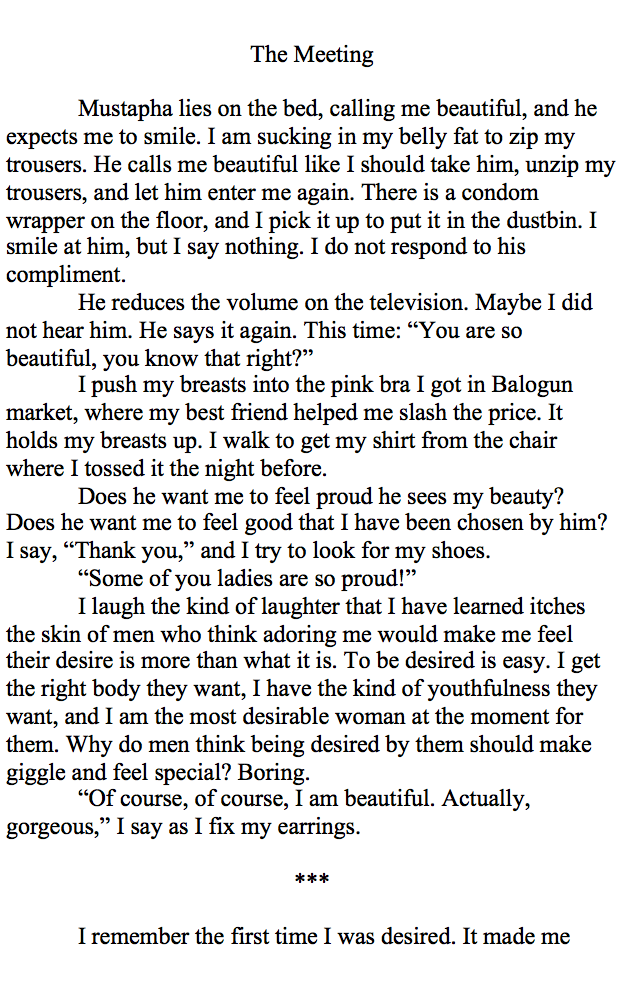 The Meeting
Mustapha lies on the bed, calling me beautiful, and he
expects me to smile. I am sucking in my belly fat to zip my
trousers. He calls me beautiful like I should take him, unzip my
trousers, and let him enter me again. There is a condom
wrapper on the floor, and I pick it up to put it in the dustbin. I
smile at him, but I say nothing. I do not respond to his
compliment.
He reduces the volume on the television. Maybe I did
not hear him. He says it again. This time: “You are so
beautiful, you know that right?”
I push my breasts into the pink bra I got in Balogun
market, where my best friend helped me slash the price. It
holds my breasts up. I walk to get my shirt from the chair
where I tossed it the night before.
Does he want me to feel proud he sees my beauty?
Does he want me to feel good that I have been chosen by him?
I say, “Thank you,” and I try to look for my shoes.
“Some of you ladies are so proud!”
I laugh the kind of laughter that I have learned itches
the skin of men who think adoring me would make me feel
their desire is more than what it is. To be desired is easy. I get
the right body they want, I have the kind of youthfulness they
want, and I am the most desirable woman at the moment for
them. Why do men think being desired by them should make
giggle and feel special? Boring.
“Of course, of course, I am beautiful. Actually,
gorgeous,” I say as I fix my earrings.
***
I remember the first time I was desired. It made me